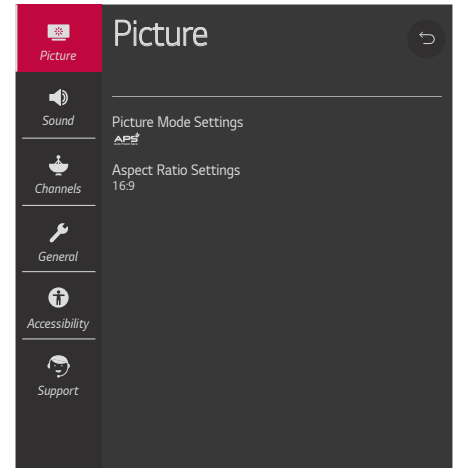 Picture
Picture
Sound
Picture Mode Settings
APS
Channels
Aspect Ratio Settings
16:9
General
Accessibility
Support